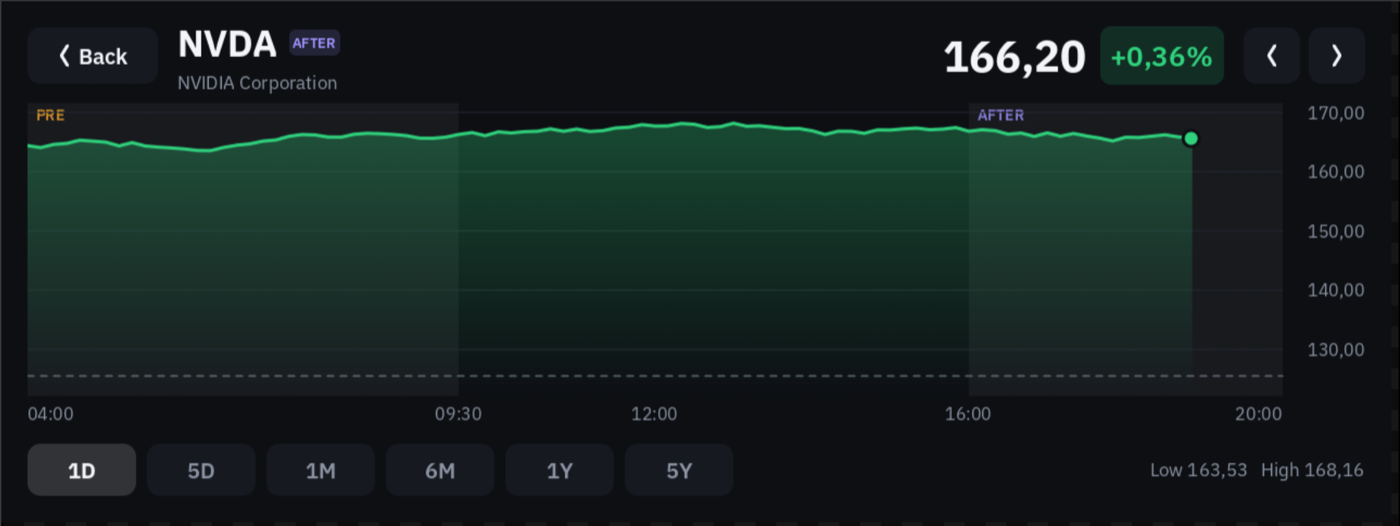 Back
NVDA AFTER
NVIDIA Corporation
166,20 +0,36%
PRE
AFTER
170,00
160,00
150,00
140,00
130,00
04:00 09:30 12:00 16:00 20:00
1D 5D 1M 6M 1Y 5Y
Low 163,53 High 168,16